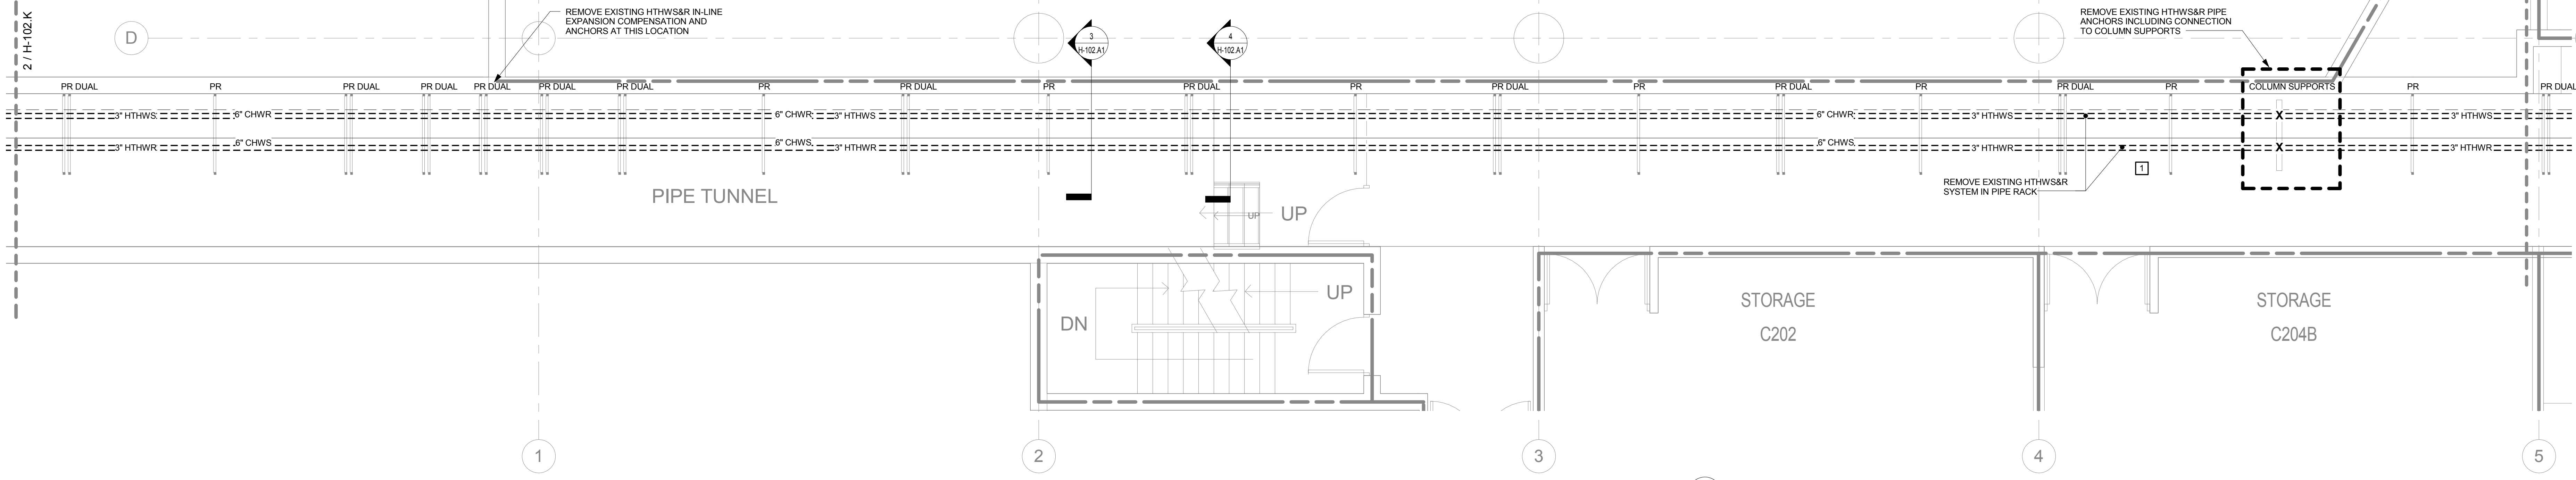 2 / H-102.K
D
REMOVE EXISTING HTHWS&R IN-LINE
EXPANSION COMPENSATION AND
ANCHORS AT THIS LOCATION
3
H-102.A1
4
H-102.A1
REMOVE EXISTING HTHWS&R PIPE
ANCHORS INCLUDING CONNECTION
TO COLUMN SUPPORTS
PR DUAL PR PR DUAL PR DUAL PR DUAL PR DUAL PR DUAL PR PR DUAL PR PR DUAL PR PR DUAL PR PR DUAL PR PR DUAL PR COLUMN SUPPORTS PR PR DUAL
3" HTHWS 6" CHWR 6" CHWR 3" HTHWS 6" CHWR 3" HTHWS X 3" HTHWS
3" HTHWR 6" CHWS 6" CHWS 3" HTHWR 6" CHWS 3" HTHWR X 3" HTHWR
1
REMOVE EXISTING HTHWS&R
SYSTEM IN PIPE RACK
PIPE TUNNEL
UP
UP
UP
DN
STORAGE
C202
STORAGE
C204B
1 2 3 4 5